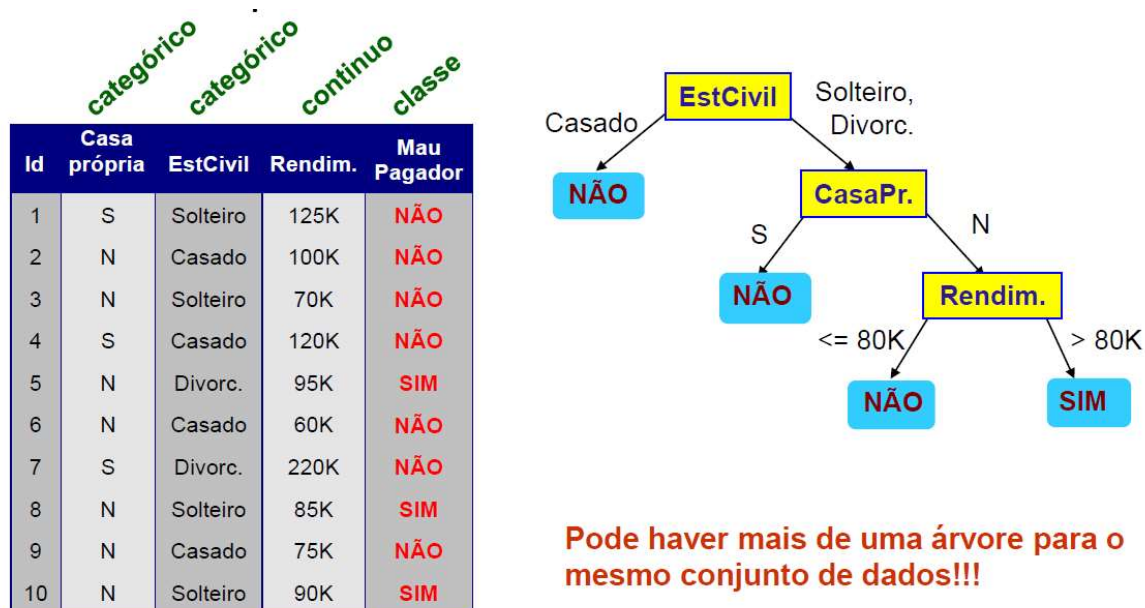 categórico categórico continuo classe
Id Casa própria EstCivil Rendim. Mau Pagador
1 S Solteiro 125K NÃO
2 N Casado 100K NÃO
3 N Solteiro 70K NÃO
4 S Casado 120K NÃO
5 N Divorc. 95K SIM
6 N Casado 60K NÃO
7 S Divorc. 220K NÃO
8 N Solteiro 85K SIM
9 N Casado 75K NÃO
10 N Solteiro 90K SIM
EstCivil
Casado
Solteiro,
Divorc.
NÃO
CasaPr.
S
N
NÃO
Rendim.
<= 80K
> 80K
NÃO
SIM
Pode haver mais de uma árvore para o
mesmo conjunto de dados!!!